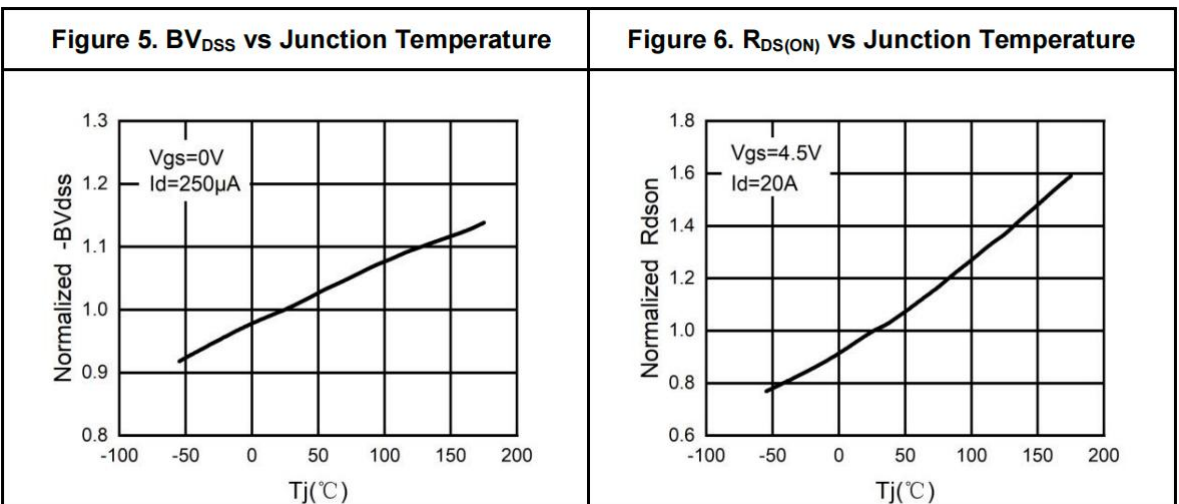 Figure 5. BVDSS vs Junction Temperature
Figure 6. RDS(ON) vs Junction Temperature
1.3
1.2
1.1
1.0
0.9
0.8
Normalized -BVdss
Vgs=0V
Id=250μA
-100 -50 0 50 100 150 200
Tj(℃)
1.8
1.6
1.4
1.2
1.0
0.8
0.6
Normalized Rdson
Vgs=4.5V
Id=20A
-100 -50 0 50 100 150 200
Tj(℃)